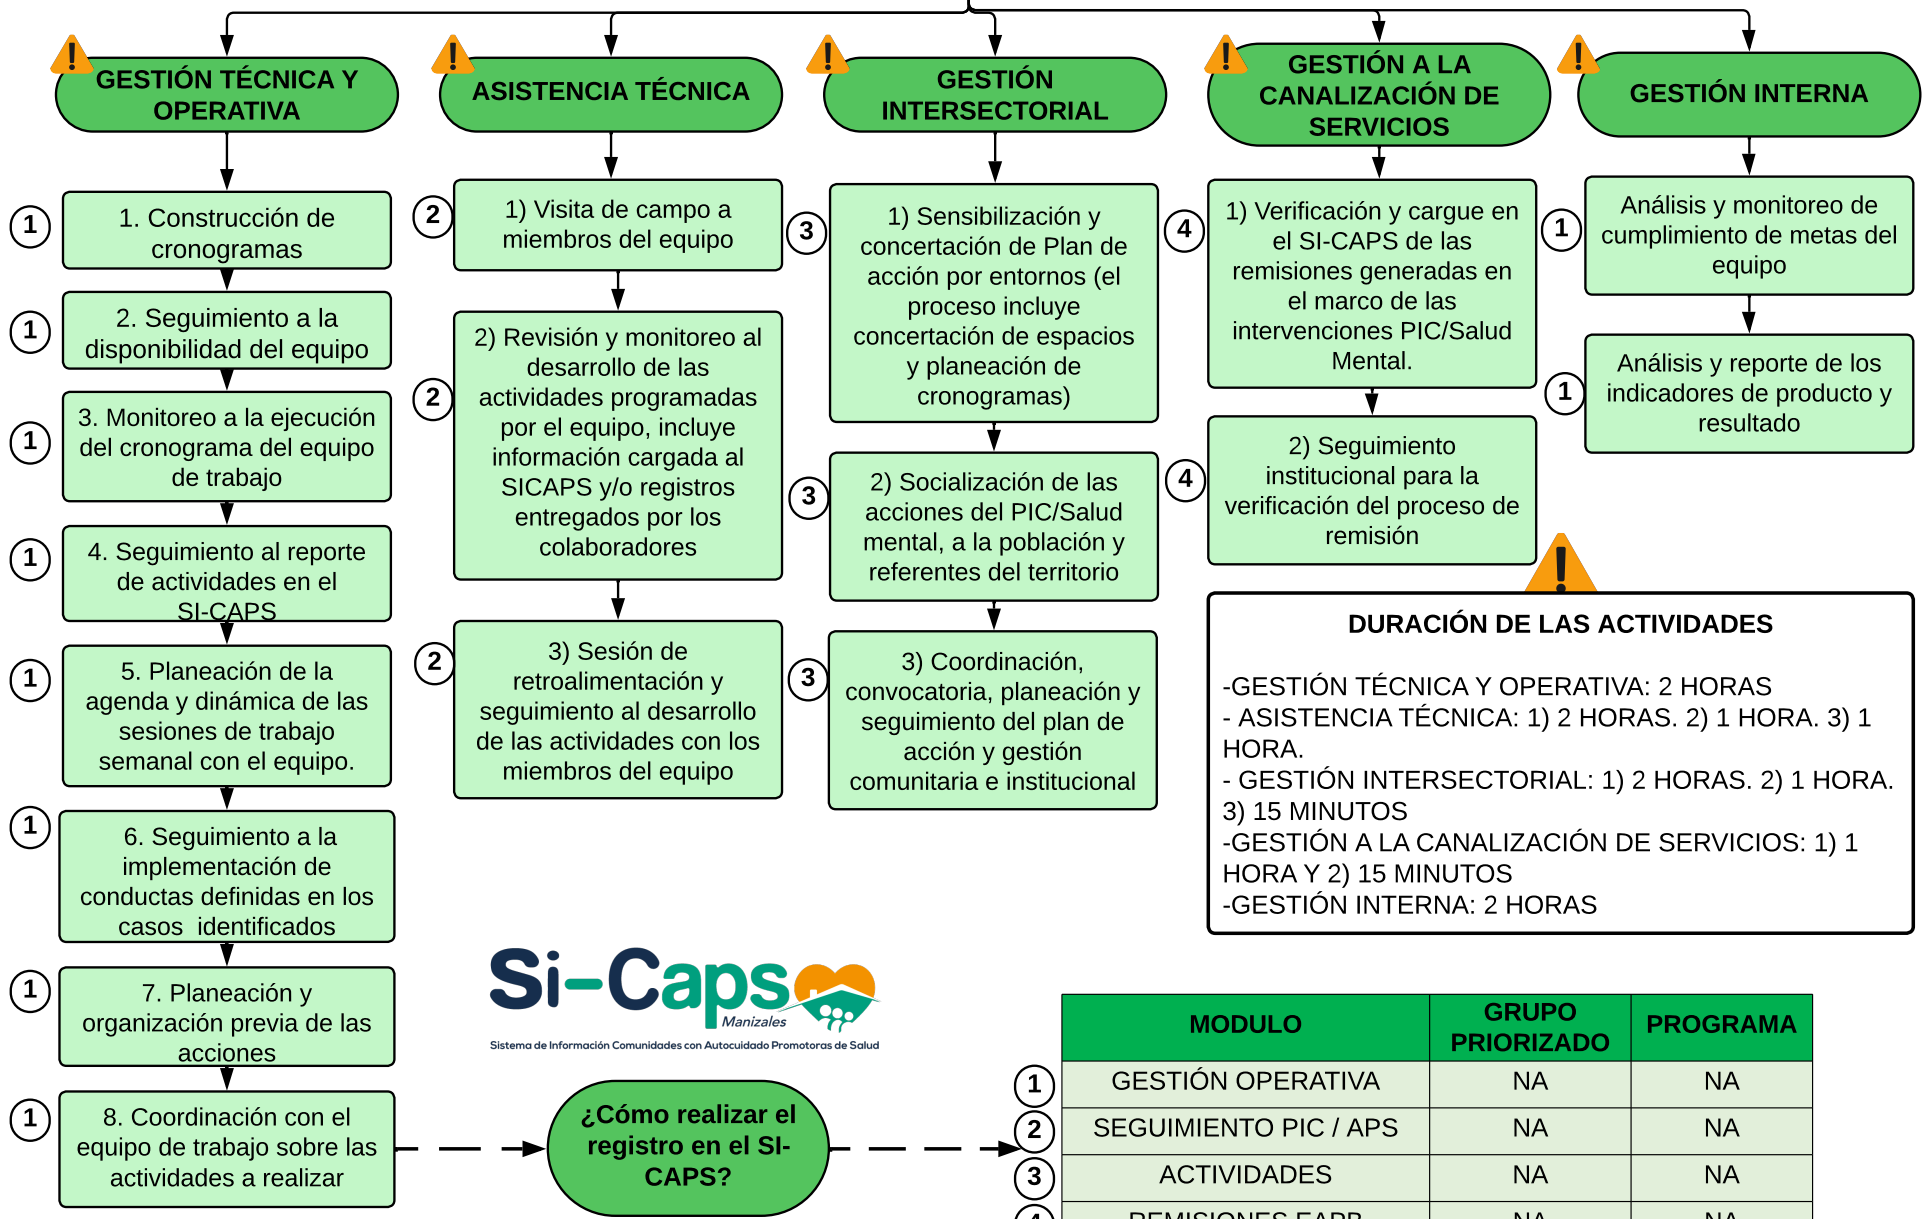 GESTIÓN TÉCNICA Y
OPERATIVA
1
1. Construcción de
cronogramas
1
2. Seguimiento a la
disponibilidad del equipo
1
3. Monitoreo a la ejecución
del cronograma del equipo
de trabajo
1
4. Seguimiento al reporte
de actividades en el
SI-CAPS
1
5. Planeación de la
agenda y dinámica de las
sesiones de trabajo
semanal con el equipo.
1
6. Seguimiento a la
implementación de
conductas definidas en los
casos  identificados
1
7. Planeación y
organización previa de las
acciones
1
8. Coordinación con el
equipo de trabajo sobre las
actividades a realizar
ASISTENCIA TÉCNICA
2
1) Visita de campo a
miembros del equipo
2
2) Revisión y monitoreo al
desarrollo de las
actividades programadas
por el equipo, incluye
información cargada al
SICAPS y/o registros
entregados por los
colaboradores
2
3) Sesión de
retroalimentación y
seguimiento al desarrollo
de las actividades con los
miembros del equipo
GESTIÓN
INTERSECTORIAL
3
1) Sensibilización y
concertación de Plan de
acción por entornos (el
proceso incluye
concertación de espacios
y planeación de
cronogramas)
3
2) Socialización de las
acciones del PIC/Salud
mental, a la población y
referentes del territorio
3
3) Coordinación,
convocatoria, planeación y
seguimiento del plan de
acción y gestión
comunitaria e institucional
GESTIÓN A LA
CANALIZACIÓN DE
SERVICIOS
4
1) Verificación y cargue en
el SI-CAPS de las
remisiones generadas en
el marco de las
intervenciones PIC/Salud
Mental.
4
2) Seguimiento
institucional para la
verificación del proceso de
remisión
GESTIÓN INTERNA
1
Análisis y monitoreo de
cumplimiento de metas del
equipo
1
Análisis y reporte de los
indicadores de producto y
resultado
DURACIÓN DE LAS ACTIVIDADES
-GESTIÓN TÉCNICA Y OPERATIVA: 2 HORAS
- ASISTENCIA TÉCNICA: 1) 2 HORAS. 2) 1 HORA. 3) 1
HORA.
- GESTIÓN INTERSECTORIAL: 1) 2 HORAS. 2) 1 HORA.
3) 15 MINUTOS
-GESTIÓN A LA CANALIZACIÓN DE SERVICIOS: 1) 1
HORA Y 2) 15 MINUTOS
-GESTIÓN INTERNA: 2 HORAS
Si-Caps
Manizales
Sistema de Información Comunidades con Autocuidado Promotoras de Salud
¿Cómo realizar el
registro en el SI-
CAPS?
MODULO GRUPO PRIORIZADO PROGRAMA
1 GESTIÓN OPERATIVA NA NA
2 SEGUIMIENTO PIC / APS NA NA
3 ACTIVIDADES NA NA
4 REMISIONES EAPB NA NA